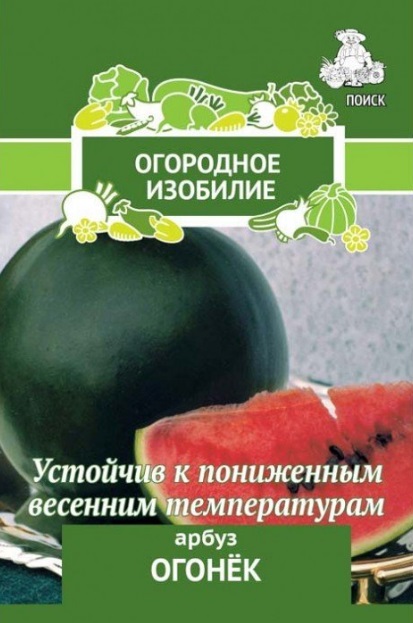 ПОИСК
ОГОРОДНОЕ
ИЗОБИЛИЕ
Устойчив к пониженным
весенним температурам
арбуз
ОГОНЁК